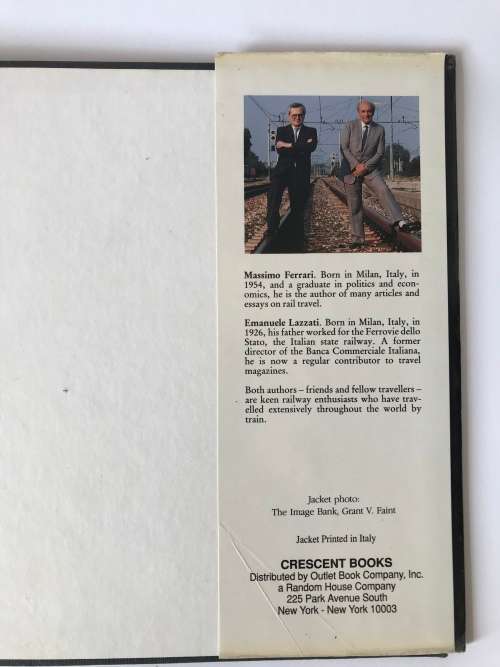 Massimo Ferrari. Born in Milan, Italy, in
1954, and a graduate in politics and econ-
omics, he is the author of many articles and
essays on rail travel.
Emanuele Lazzati. Born in Milan, Italy, in
1926, his father worked for the Ferrovie dello
Stato, the Italian state railway. A former
director of the Banca Commerciale Italiana,
he is now a regular contributor to travel
magazines.
Both authors – friends and fellow travellers –
are keen railway enthusiasts who have trav-
elled extensively throughout the world by
train.
Jacket photo:
The Image Bank, Grant V. Faint
Jacket Printed in Italy
CRESCENT BOOKS
Distributed by Outlet Book Company, Inc.
a Random House Company
225 Park Avenue South
New York - New York 10003